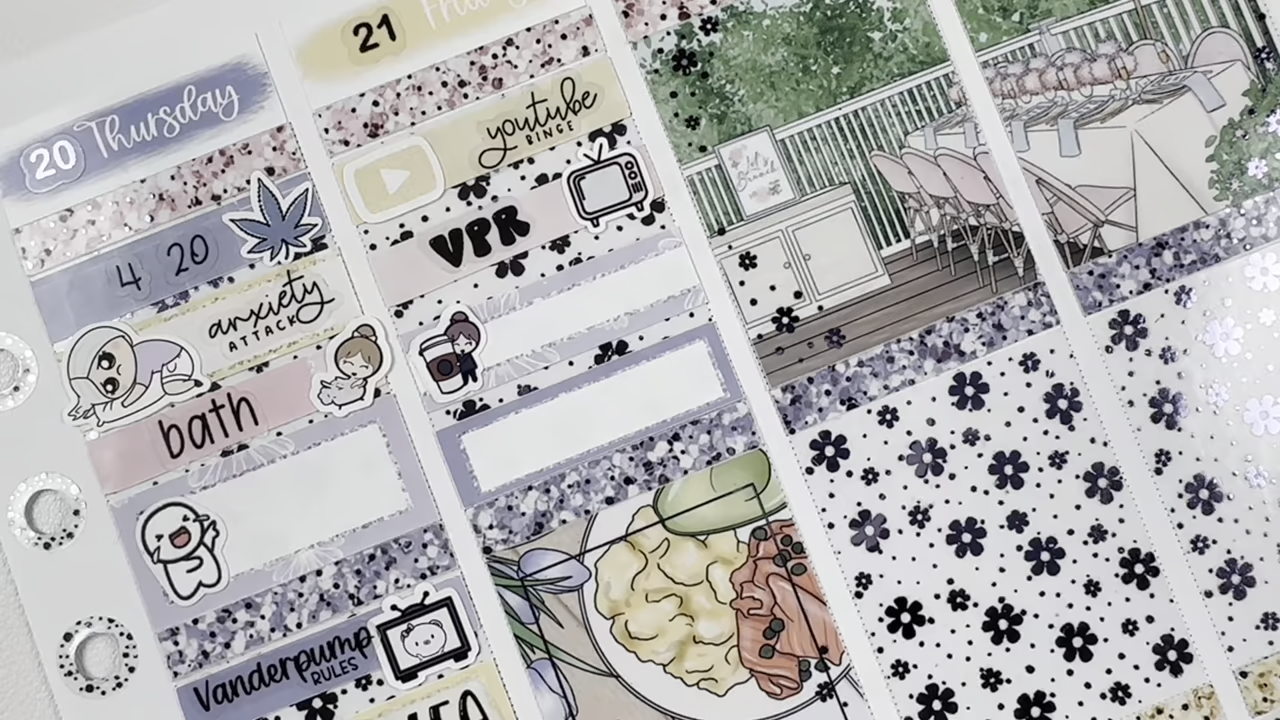 20 Thursday
4 20
anxiety
ATTACK
bath
Vanderpump
RULES
21
youtube
BINGE
VPR